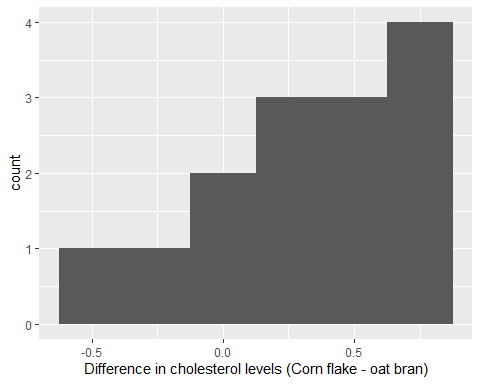 4
3
2
1
0
count
-0.5 0.0 0.5
Difference in cholesterol levels (Corn flake - oat bran)